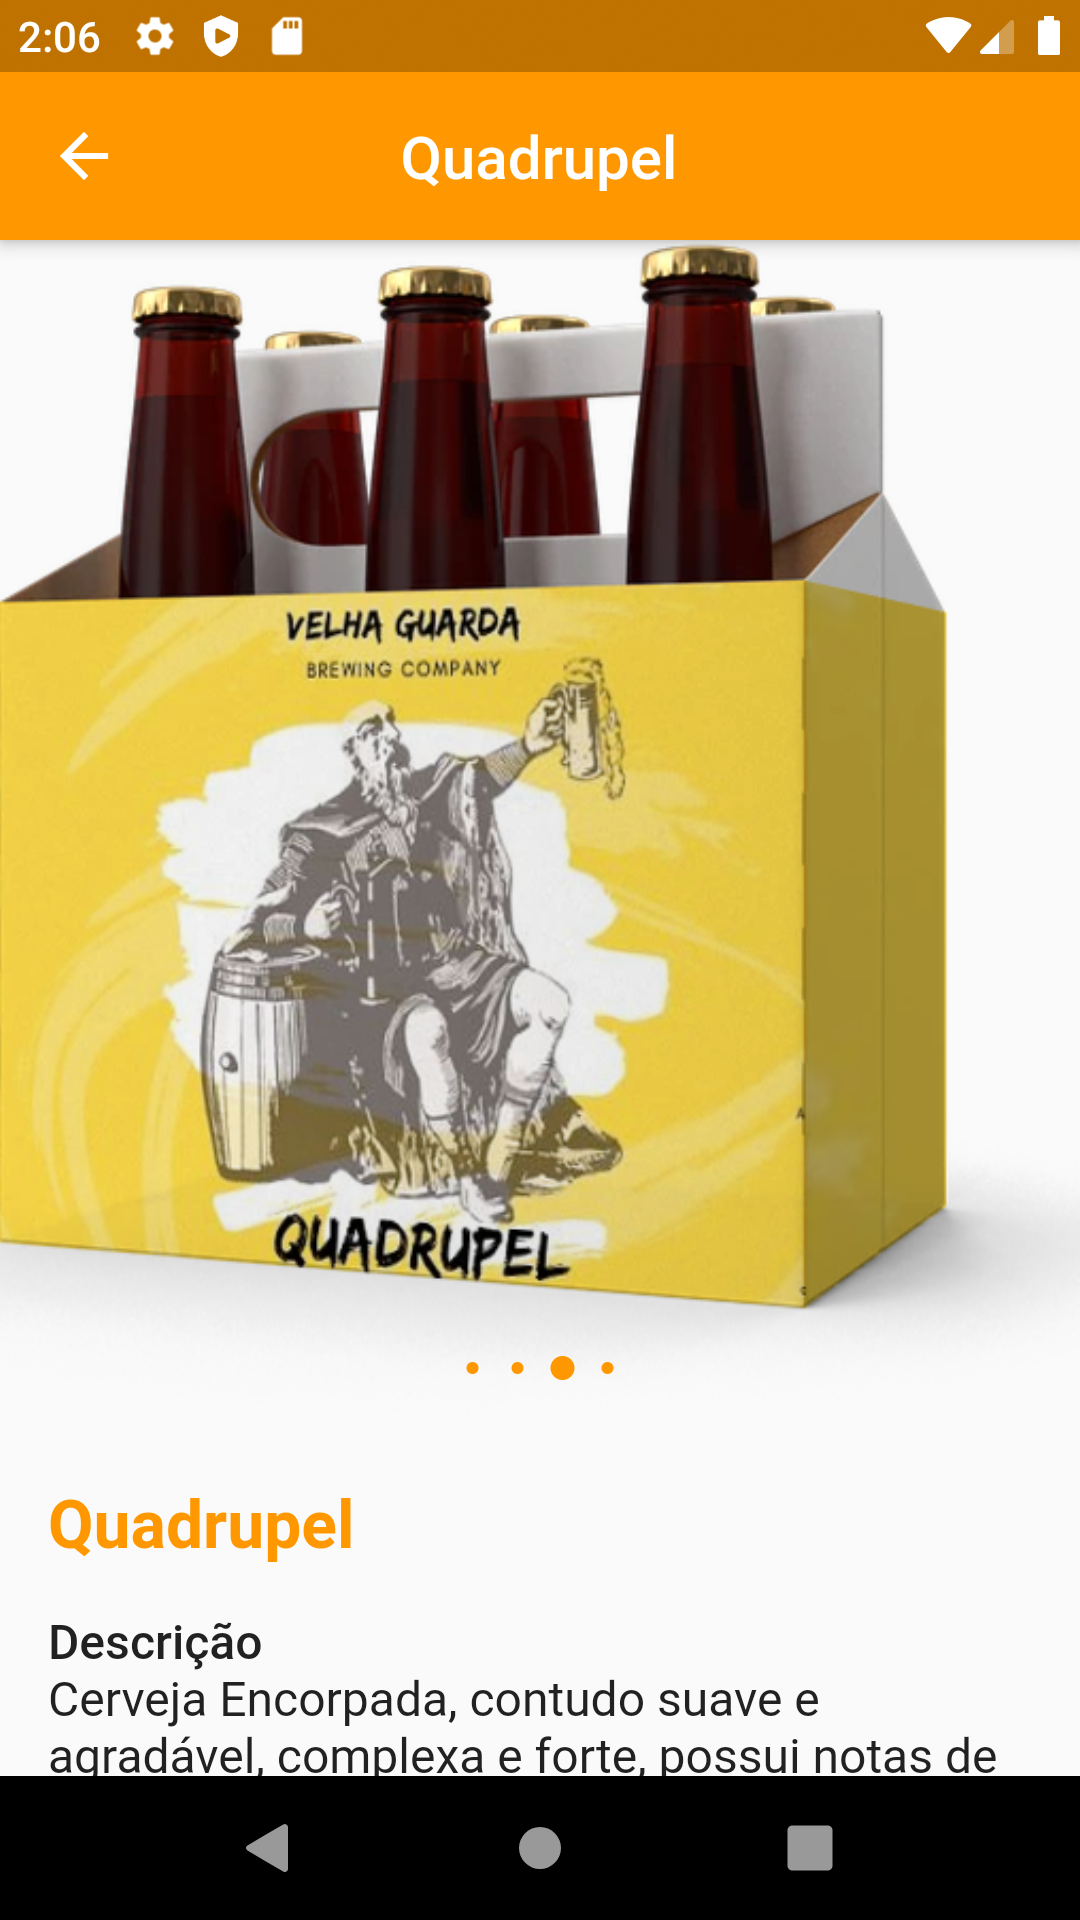 2:06
Quadrupel
VELHA GUARDA
BREWING COMPANY
QUADRUPEL
Quadrupel
Descrição
Cerveja Encorpada, contudo suave e
agradável, complexa e forte, possui notas de